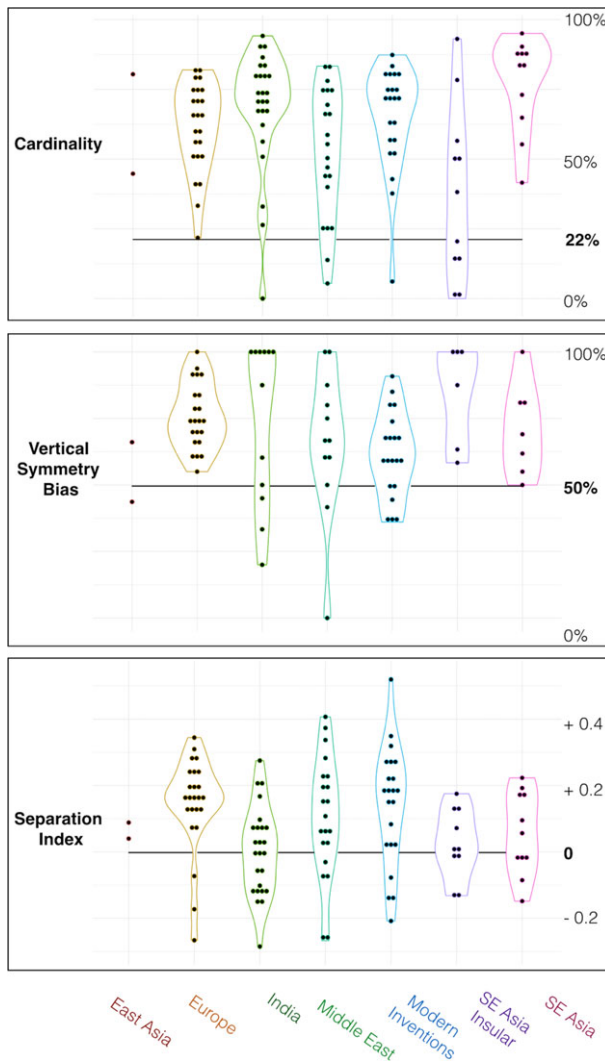 100%
Cardinality
50%
22%
0%
100%
Vertical
Symmetry
Bias
50%
0%
+ 0.4
+ 0.2
Separation
Index
0
- 0.2
East Asia
Europe
India
Middle East
Modern
Inventions
SE Asia
Insular
SE Asia